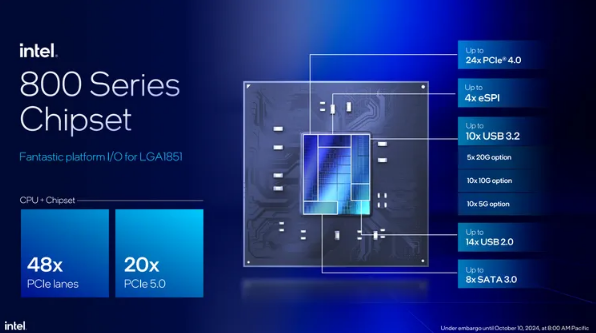 intel.
800 Series
Chipset
Fantastic platform I/O for LGA1851
CPU + Chipset
48x
PCIe lanes
20x
PCIe 5.0
Up to
24x PCIe® 4.0
Up to
4x eSPI
Up to
10x USB 3.2
5x 20G option
10x 10G option
10x 5G option
Up to
14x USB 2.0
Up to
8x SATA 3.0
intel.
Under embargo until October 10, 2024, at 8:00 AM Pacific